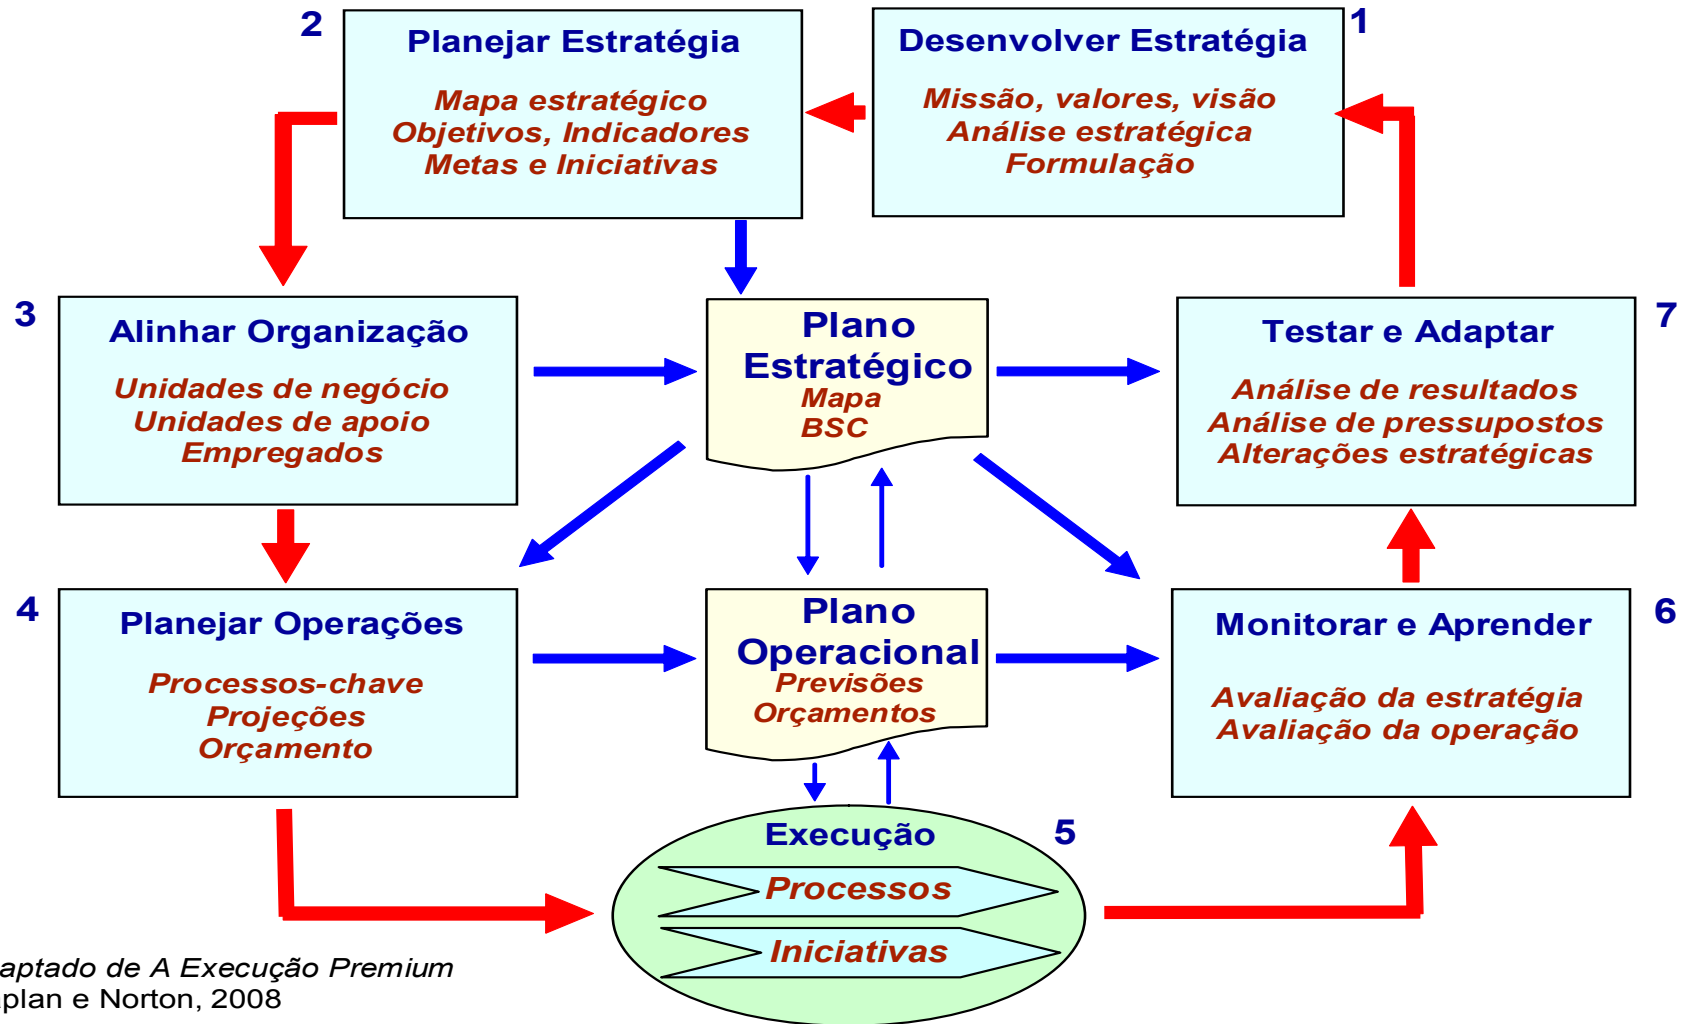 2
Planejar Estratégia
Mapa estratégico
Objetivos, Indicadores
Metas e Iniciativas
1
Desenvolver Estratégia
Missão, valores, visão
Análise estratégica
Formulação
3
Alinhar Organização
Unidades de negócio
Unidades de apoio
Empregados
Plano
Estratégico
Mapa
BSC
7
Testar e Adaptar
Análise de resultados
Análise de pressupostos
Alterações estratégicas
4
Planejar Operações
Processos-chave
Projeções
Orçamento
Plano
Operacional
Previsões
Orçamentos
6
Monitorar e Aprender
Avaliação da estratégia
Avaliação da operação
Execução
5
Processos
Iniciativas
aptado de A Execução Premium
aplan e Norton, 2008